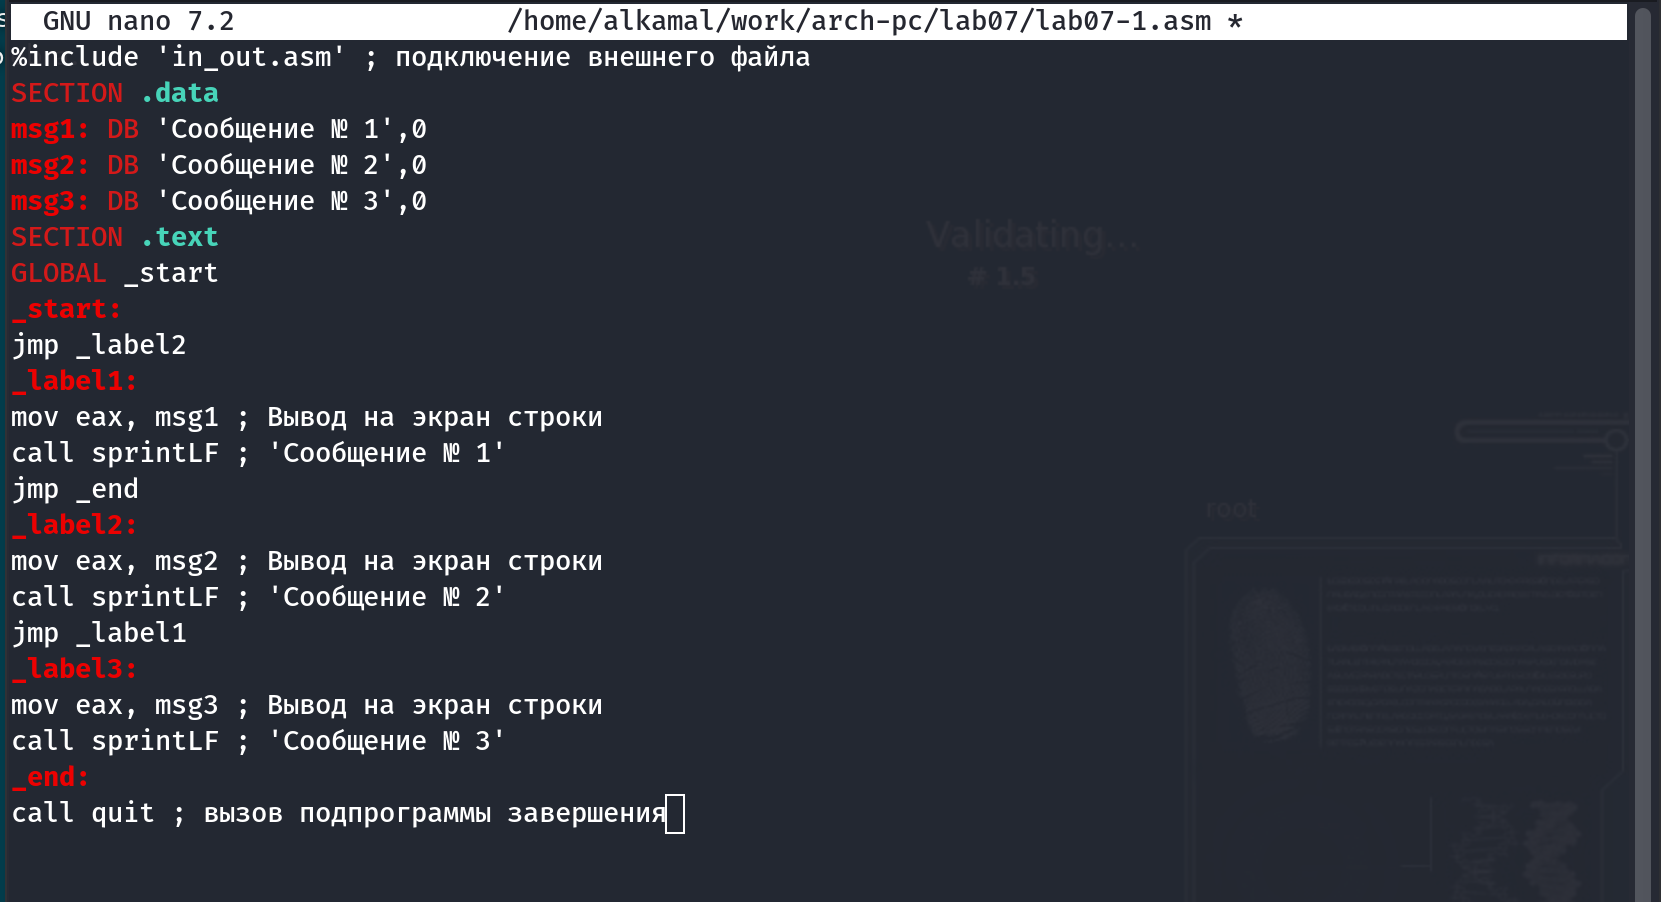 GNU nano 7.2 /home/alkamal/work/arch-pc/lab07/lab07-1.asm *
%include 'in_out.asm' ; подключение внешнего файла
SECTION .data
msg1: DB 'Сообщение № 1',0
msg2: DB 'Сообщение № 2',0
msg3: DB 'Сообщение № 3',0
SECTION .text
GLOBAL _start
_start:
jmp _label2
_label1:
mov eax, msg1 ; Вывод на экран строки
call sprintLF ; 'Сообщение № 1'
jmp _end
_label2:
mov eax, msg2 ; Вывод на экран строки
call sprintLF ; 'Сообщение № 2'
jmp _label1
_label3:
mov eax, msg3 ; Вывод на экран строки
call sprintLF ; 'Сообщение № 3'
_end:
call quit ; вызов подпрограммы завершения
Validating...
# 1.5
root